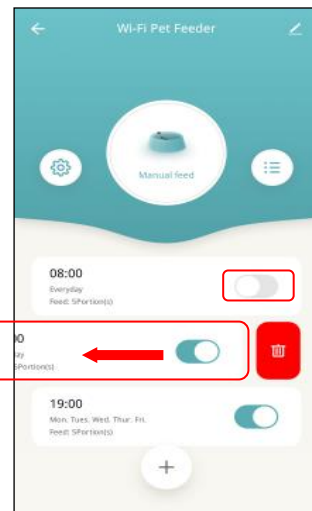 Wi-Fi Pet Feeder
Manual feed
08:00
Everyday
Feed: 5Portion(s)
00
ay
5Portion(s)
19:00
Mon. Tues. Wed. Thur. Fri.
Feed: 5Portion(s)